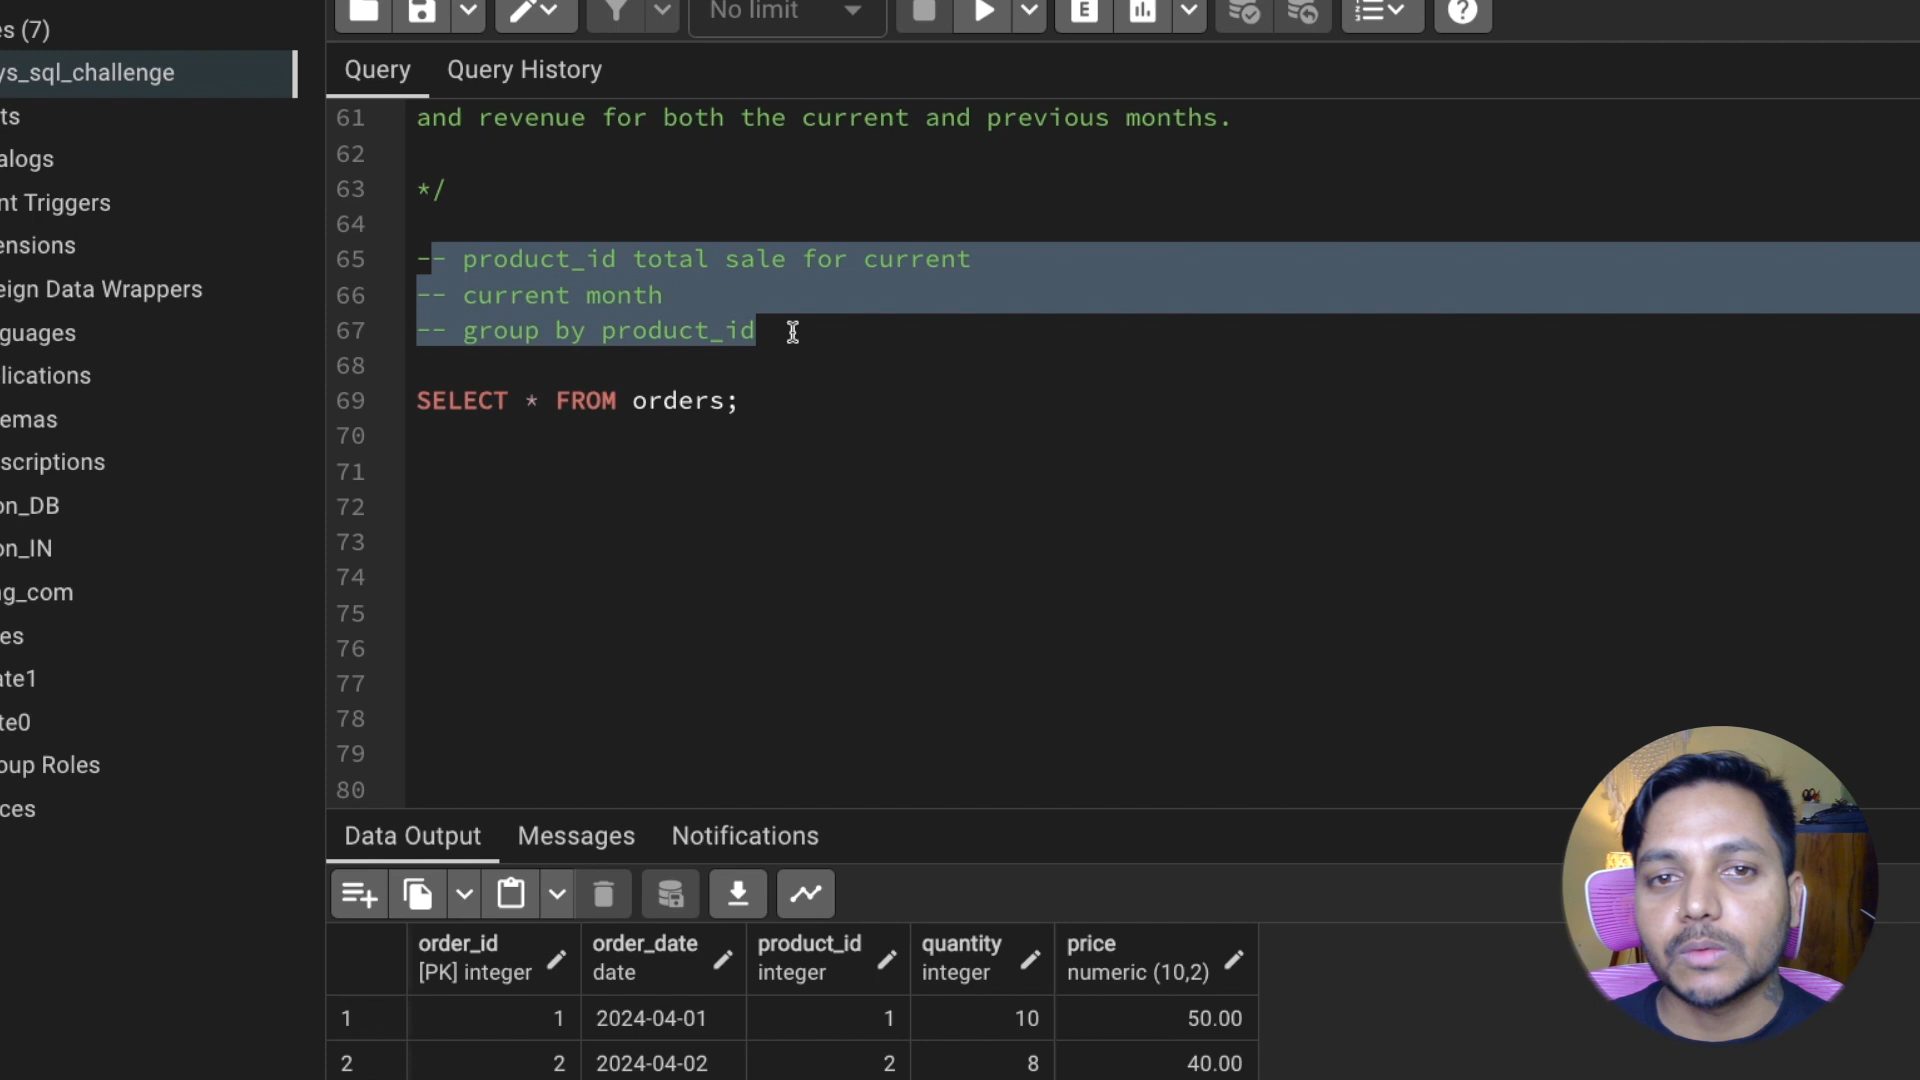 No limit
es (7)
ys_sql_challenge
ts
alogs
nt Triggers
ensions
eign Data Wrappers
guages
lications
emas
scriptions
on_DB
on_IN
ng_com
es
ate1
te0
oup Roles
ces
Query
Query History
61 and revenue for both the current and previous months.
62
63 */
64
65 -- product_id total sale for current
66 -- current month
67 -- group by product_id
68
69 SELECT * FROM orders;
70
71
72
73
74
75
76
77
78
79
80
Data Output
Messages
Notifications
order_id [PK] integer
order_date date
product_id integer
quantity integer
price numeric (10,2)
1 1 2024-04-01 1 10 50.00
2 2 2024-04-02 2 8 40.00